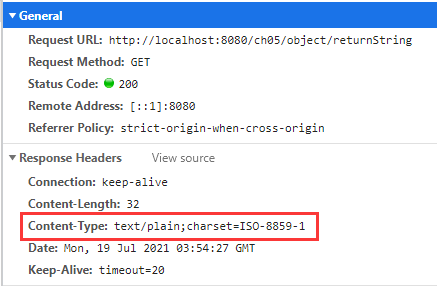 General
Request URL: http://localhost:8080/ch05/object/returnString
Request Method: GET
Status Code: 200
Remote Address: [::1]:8080
Referrer Policy: strict-origin-when-cross-origin
Response Headers View source
Connection: keep-alive
Content-Length: 32
Content-Type: text/plain;charset=ISO-8859-1
Date: Mon, 19 Jul 2021 03:54:27 GMT
Keep-Alive: timeout=20